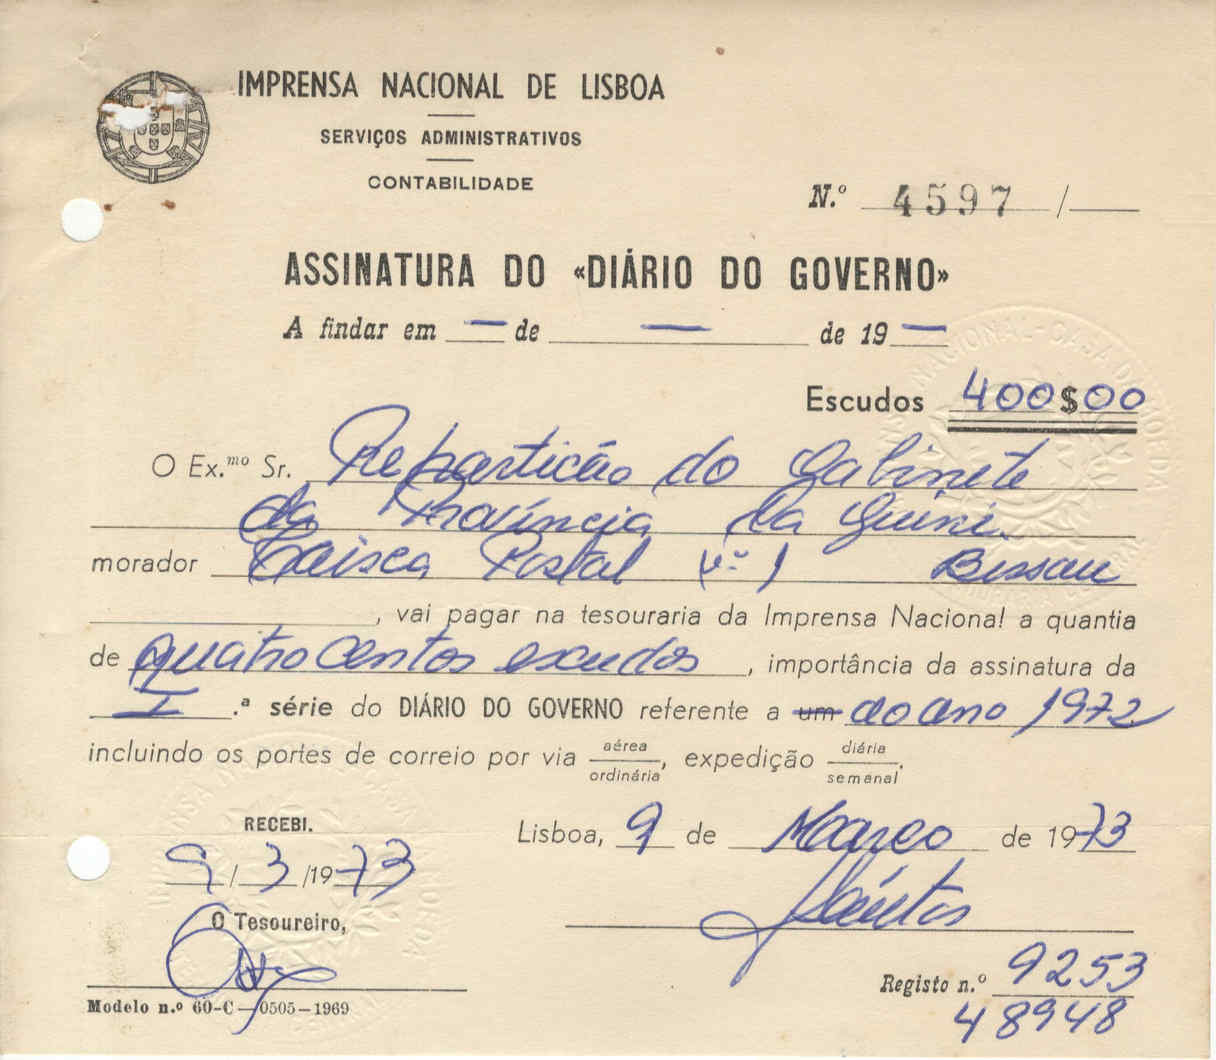 IMPRENSA NACIONAL DE LISBOA
SERVIÇOS ADMINISTRATIVOS
CONTABILIDADE
N.º 4597 /
ASSINATURA DO «DIÁRIO DO GOVERNO»
A findar em — de — de 19 —
Escudos 400$00
O Ex.mo Sr. Repartição do Gabinete
da Província da Guiné
morador Caixa Postal nº 1 Bissau
, vai pagar na tesouraria da Imprensa Nacional a quantia
de quatrocentos escudos, importância da assinatura da
I.ª série do DIÁRIO DO GOVERNO referente a um ao ano 1972
incluindo os portes de correio por via aérea ordinária, expedição diária semanal.
RECEBI.
Lisboa, 9 de Março de 1973
9/3/1973
O Tesoureiro,
Santos
Registo n.º 9253
48948
Modelo n.º 60-C—0505-1969